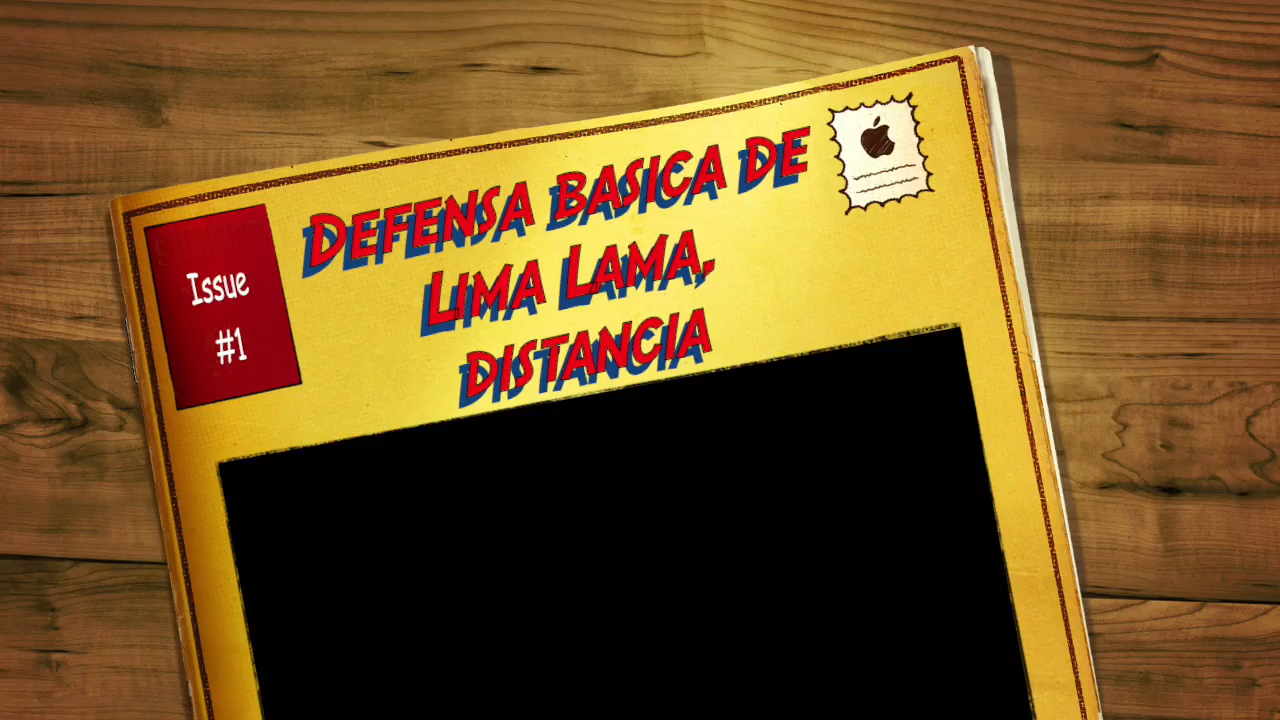 Issue
#1
DEFENSA BASICA DE
LIMA LAMA,
DISTANCIA